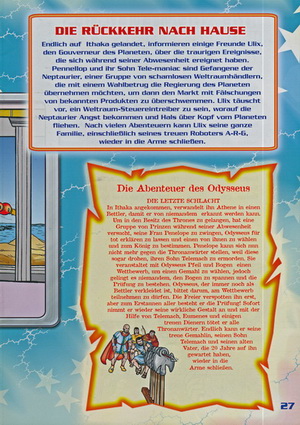 DIE RÜCKKEHR NACH HAUSE
Endlich auf Ithaka gelandet, informieren einige Freunde Ulix,
den Gouverneur des Planeten, über die traurigen Ereignisse,
die sich während seiner Abwesenheit ereignet haben.
Pennellop und ihr Sohn Tele-maniac sind Gefangene der
Neptaurier, einer Gruppe von schamlosen Weltraumhändlern,
die mit einem Wahlbetrug die Regierung des Planeten
übernehmen möchten, um dann den Markt mit Fälschungen
von bekannten Produkten zu überschwemmen. Ulix täuscht
vor, ein Weltraum-Steuereintreiber zu sein, worauf die
Neptaurier Angst bekommen und Hals über Kopf vom Planeten
fliehen. Nach vielen Abenteuern kann Ulix seine ganze
Familie, einschließlich seines treuen Roboters A-R-G,
wieder in die Arme schließen.
Die Abenteuer des Odysseus
DIE LETZTE SCHLACHT
In Ithaka angekommen, verwandelt ihn Athene in einen
Bettler, damit er von niemandem erkannt werden kann.
Um in den Besitz des Thrones zu gelangen, hat eine
Gruppe von Prinzen während seiner Abwesenheit
versucht, seine Frau Penelope zu zwingen, Odysseus für
tot erklären zu lassen und einen von ihnen zu wählen
und zum König zu bestimmen. Penelope kann sich nun
nicht mehr gegen die Thronanwärter stellen, weil diese
sogar drohen, ihren Sohn Telemach zu ermorden. Sie
veranstaltet mit Odysseus Pfeil und Bogen einen
Wettbewerb, um einen Gemahl zu wählen, jedoch
gelingt es niemandem, den Bogen zu spannen und die
Prüfung zu bestehen. Odysseus, der immer noch als
Bettler verkleidet ist, bittet darum, am Wettbewerb
teilnehmen zu dürfen. Die Freier verspotten ihn erst,
aber zum Erstaunen aller besteht er die Prüfung! Sofort
nimmt er wieder seine wirkliche Gestalt an und mit der
Hilfe von Telemach, Eumenes und einigen
treuen Dienern tötet er alle
Thronanwärter. Endlich kann er seine
treue Gemahlin, seinen Sohn
Telemach und seinen alten
Vater, die 20 Jahre auf ihn
gewartet haben,
wieder in die
Arme schließen.
27